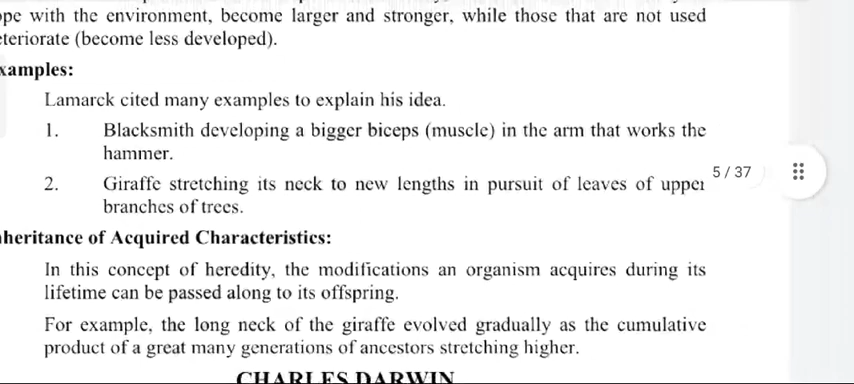 ope with the environment, become larger and stronger, while those that are not used
eteriorate (become less developed).
xamples:
Lamarck cited many examples to explain his idea.
1. Blacksmith developing a bigger biceps (muscle) in the arm that works the
hammer.
2. Giraffe stretching its neck to new lengths in pursuit of leaves of upper
branches of trees.
5 / 37
nheritance of Acquired Characteristics:
In this concept of heredity, the modifications an organism acquires during its
lifetime can be passed along to its offspring.
For example, the long neck of the giraffe evolved gradually as the cumulative
product of a great many generations of ancestors stretching higher.
CHARLES DARWIN